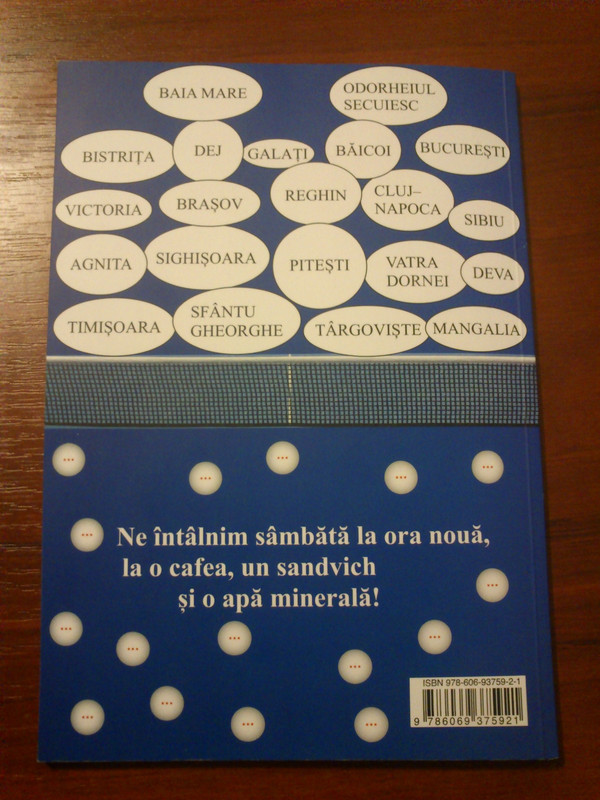 BAIA MARE
ODORHEIUL
SECUIESC
BISTRIȚA
DEJ
GALAȚI
BĂICOI
BUCUREȘTI
VICTORIA
BRAȘOV
REGHIN
CLUJ–
NAPOCA
SIBIU
AGNITA
SIGHIȘOARA
PITEȘTI
VATRA
DORNEI
DEVA
TIMIȘOARA
SFÂNTU
GHEORGHE
TÂRGOVIȘTE
MANGALIA
Ne întâlnim sâmbătă la ora nouă,
la o cafea, un sandvich
și o apă minerală!
ISBN 978-606-93759-2-1
9 786069 375921